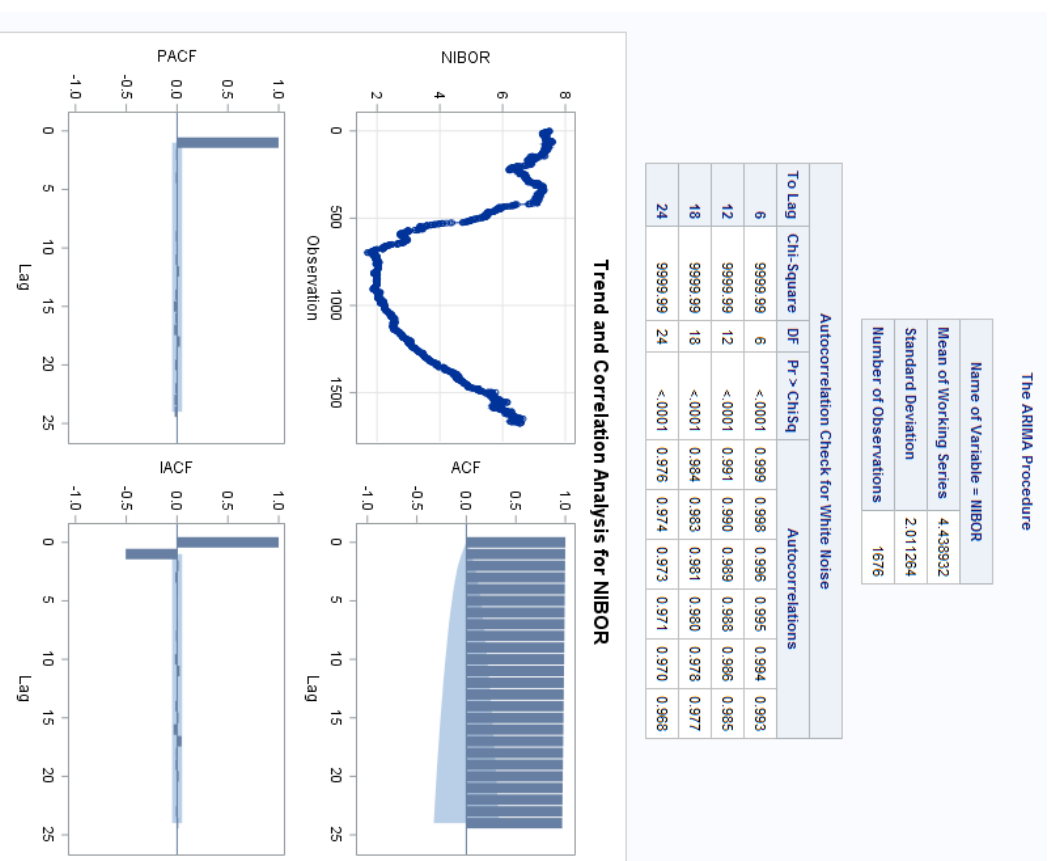 The ARIMA Procedure
Name of Variable = NIBOR
Mean of Working Series 4.438932
Standard Deviation 2.011264
Number of Observations 1676
Autocorrelation Check for White Noise
To Lag Chi-Square DF Pr > ChiSq Autocorrelations
6 9999.99 6 <.0001 0.999 0.998 0.996 0.995 0.994 0.993
12 9999.99 12 <.0001 0.991 0.990 0.989 0.988 0.986 0.985
18 9999.99 18 <.0001 0.984 0.983 0.981 0.980 0.978 0.977
24 9999.99 24 <.0001 0.976 0.974 0.973 0.971 0.970 0.968
Trend and Correlation Analysis for NIBOR
NIBOR
8
6
4
2
0 500 1000 1500
Observation
ACF
1.0
0.5
0.0
-0.5
-1.0
0 5 10 15 20 25
Lag
PACF
1.0
0.5
0.0
-0.5
-1.0
0 5 10 15 20 25
Lag
IACF
1.0
0.5
0.0
-0.5
-1.0
0 5 10 15 20 25
Lag